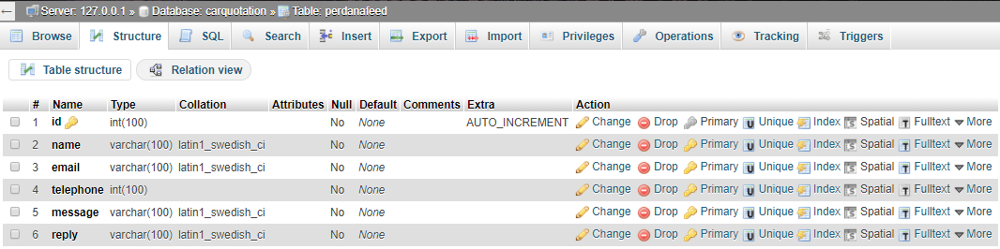 ← Server: 127.0.0.1 » Database: carquotation » Table: perdanafeed
Browse Structure SQL Search Insert Export Import Privileges Operations Tracking Triggers
Table structure Relation view
# Name Type Collation Attributes Null Default Comments Extra Action
1 id int(100) No None AUTO_INCREMENT Change Drop Primary Unique Index Spatial Fulltext More
2 name varchar(100) latin1_swedish_ci No None Change Drop Primary Unique Index Spatial Fulltext More
3 email varchar(100) latin1_swedish_ci No None Change Drop Primary Unique Index Spatial Fulltext More
4 telephone int(100) No None Change Drop Primary Unique Index Spatial Fulltext More
5 message varchar(100) latin1_swedish_ci No None Change Drop Primary Unique Index Spatial Fulltext More
6 reply varchar(100) latin1_swedish_ci No None Change Drop Primary Unique Index Spatial Fulltext More